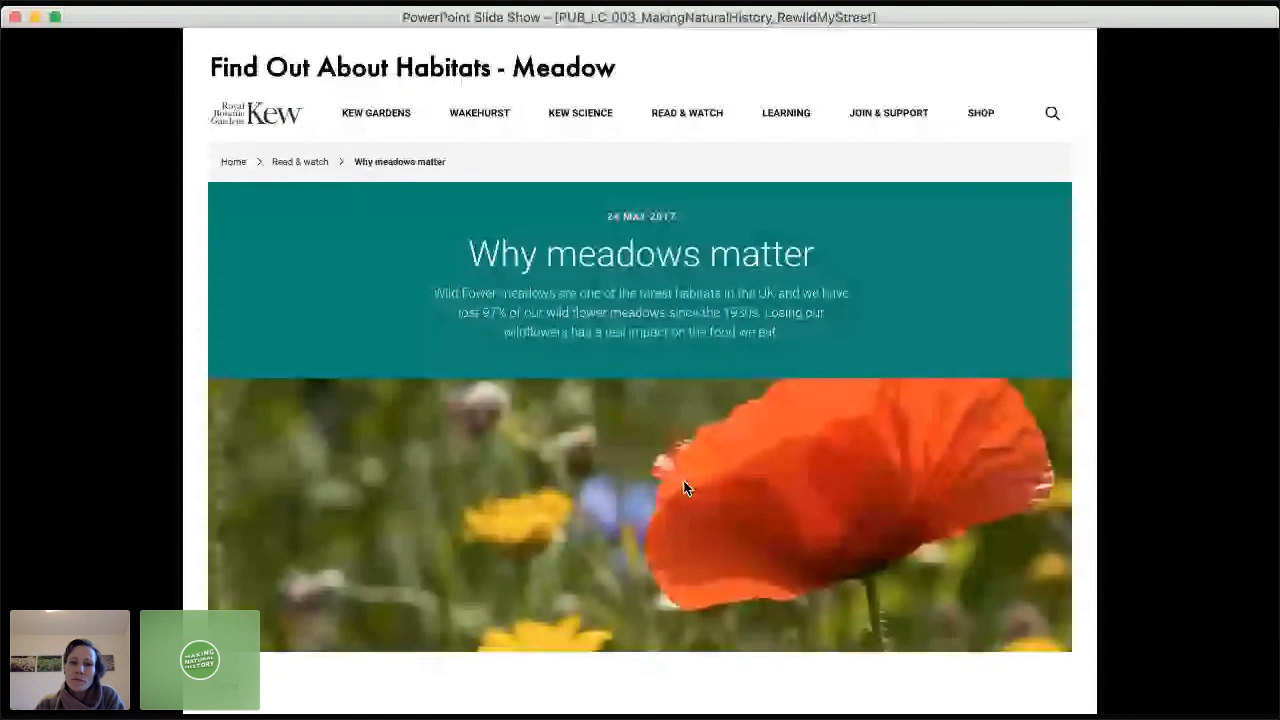 PowerPoint Slide Show – [PUB_LC_003_MakingNaturalHistory_RewildMyStreet]
Find Out About Habitats - Meadow
Royal
Botanic
Gardens
Kew
KEW GARDENS WAKEHURST KEW SCIENCE READ & WATCH LEARNING JOIN & SUPPORT SHOP
Home > Read & watch > Why meadows matter
24 MAY 2017
Why meadows matter
Wild flower meadows are one of the rarest habitats in the UK and we have
lost 97% of our wild flower meadows since the 1930s. Losing our
wildflowers has a real impact on the food we eat.
MAKING
NATURAL
HISTORY